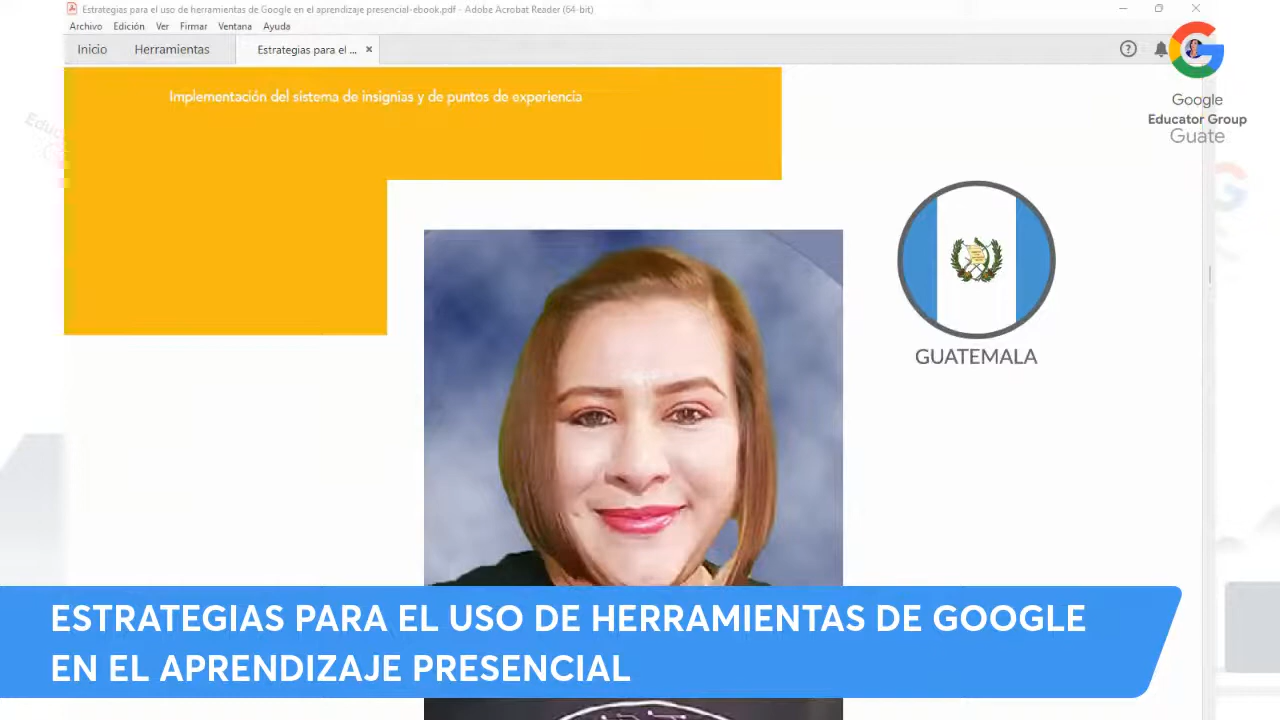 Estrategias para el uso de herramientas de Google en el aprendizaje presencial-ebook.pdf - Adobe Acrobat Reader (64-bit)
Archivo Edición Ver Firmar Ventana Ayuda
Inicio Herramientas Estrategias para el ...
Implementación del sistema de insignias y de puntos de experiencia
Google
Educator Group
Guate
GUATEMALA
ESTRATEGIAS PARA EL USO DE HERRAMIENTAS DE GOOGLE
EN EL APRENDIZAJE PRESENCIAL